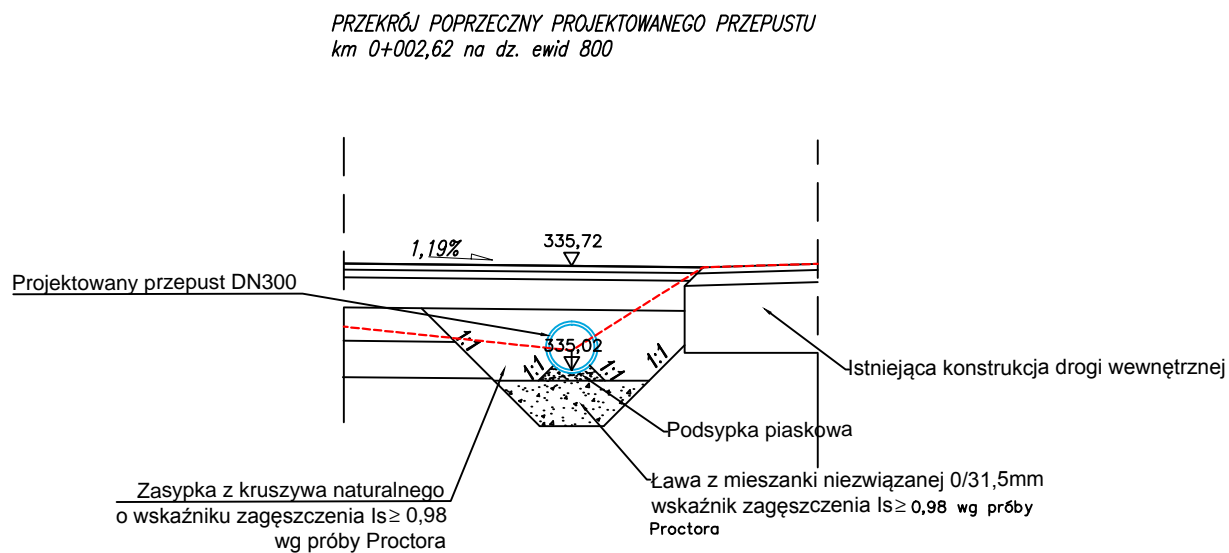 PRZEKRÓJ POPRZECZNY PROJEKTOWANEGO PRZEPUSTU
km 0+002,62 na dz. ewid 800
1,19%
335,72
Projektowany przepust DN300
335,02
1:1
1:1
1:1
1:1
Istniejąca konstrukcja drogi wewnętrznej
Podsypka piaskowa
Zasypka z kruszywa naturalnego
o wskaźniku zagęszczenia Is≥ 0,98
wg próby Proctora
Ława z mieszanki niezwiązanej 0/31,5mm
wskaźnik zagęszczenia Is≥ 0,98 wg próby
Proctora